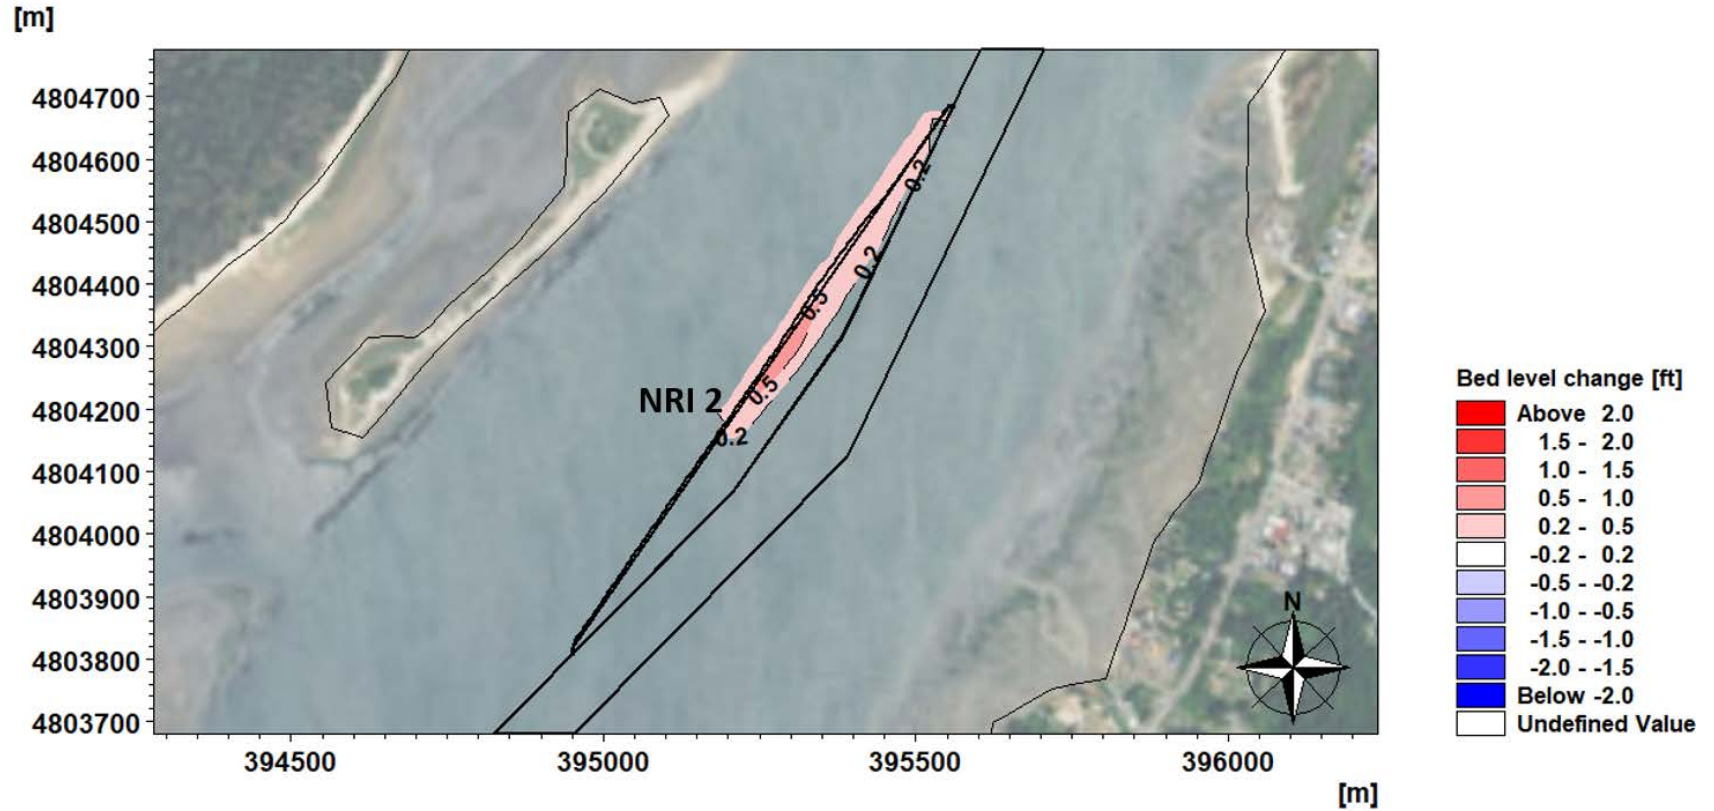 [m]
4804700
4804600
4804500
4804400
4804300
4804200
4804100
4804000
4803900
4803800
4803700
0.2
0.2
0.5
0.5
NRI 2
0.2
N
394500 395000 395500 396000
[m]
Bed level change [ft]
Above 2.0
1.5 - 2.0
1.0 - 1.5
0.5 - 1.0
0.2 - 0.5
-0.2 - 0.2
-0.5 - -0.2
-1.0 - -0.5
-1.5 - -1.0
-2.0 - -1.5
Below -2.0
Undefined Value